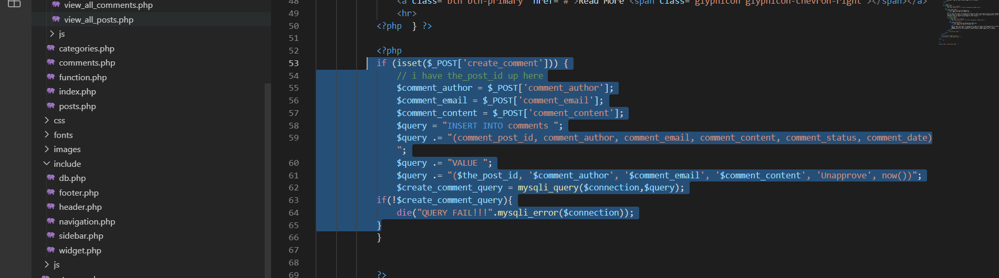 view_all_comments.php
view_all_posts.php
js
categories.php
comments.php
function.php
index.php
posts.php
css
fonts
images
include
db.php
footer.php
header.php
navigation.php
sidebar.php
widget.php
js
48 <a class="btn btn-primary" href="#">Read More <span class="glyphicon glyphicon-chevron-right"></span></a>
49 <hr>
50 <?php } ?>
51
52 <?php
53 if (isset($_POST['create_comment'])) {
54 // i have the_post_id up here
55 $comment_author = $_POST['comment_author'];
56 $comment_email = $_POST['comment_email'];
57 $comment_content = $_POST['comment_content'];
58 $query = "INSERT INTO comments ";
59 $query .= "(comment_post_id, comment_author, comment_email, comment_content, comment_status, comment_date)
";
60 $query .= "VALUE ";
61 $query .= "($the_post_id, '$comment_author', '$comment_email', '$comment_content', 'Unapprove', now())";
62 $create_comment_query = mysqli_query($connection,$query);
63 if(!$create_comment_query){
64 die("QUERY FAIL!!!".mysqli_error($connection));
65 }
66 }
67
68
69 ?>